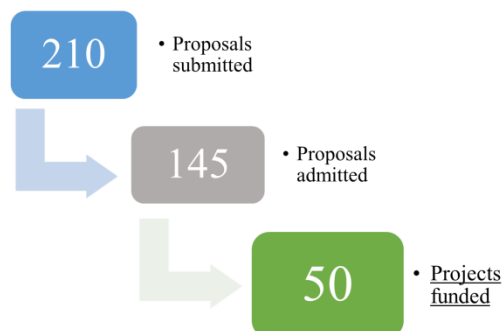 210
• Proposals
submitted
145
• Proposals
admitted
50
• Projects
funded